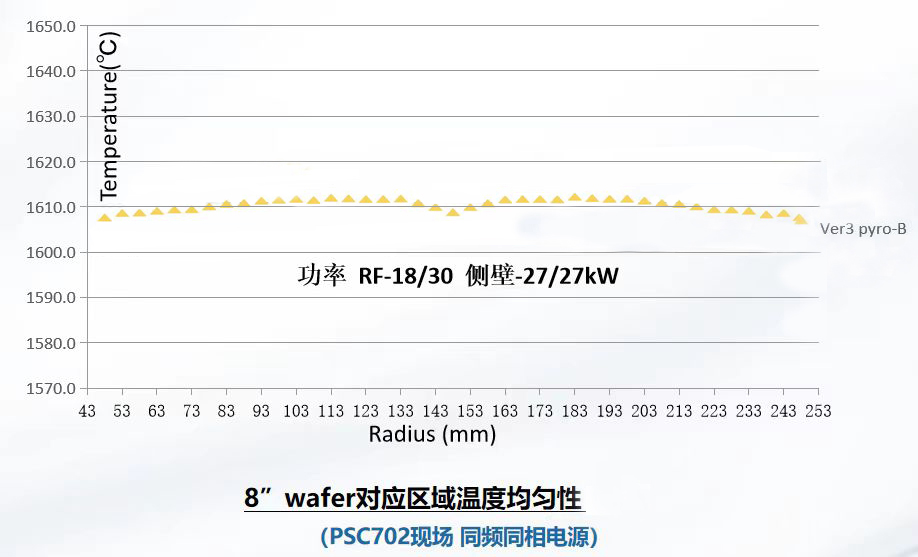 1650.0
1640.0
1630.0
1620.0
1610.0
1600.0
1590.0
1580.0
1570.0
Temperature(℃)
Ver3 pyro-B
功率 RF-18/30 侧壁-27/27kW
43 53 63 73 83 93 103 113 123 133 143 153 163 173 183 193 203 213 223 233 243 253
Radius (mm)
8”wafer对应区域温度均匀性
(PSC702现场 同频同相电源)